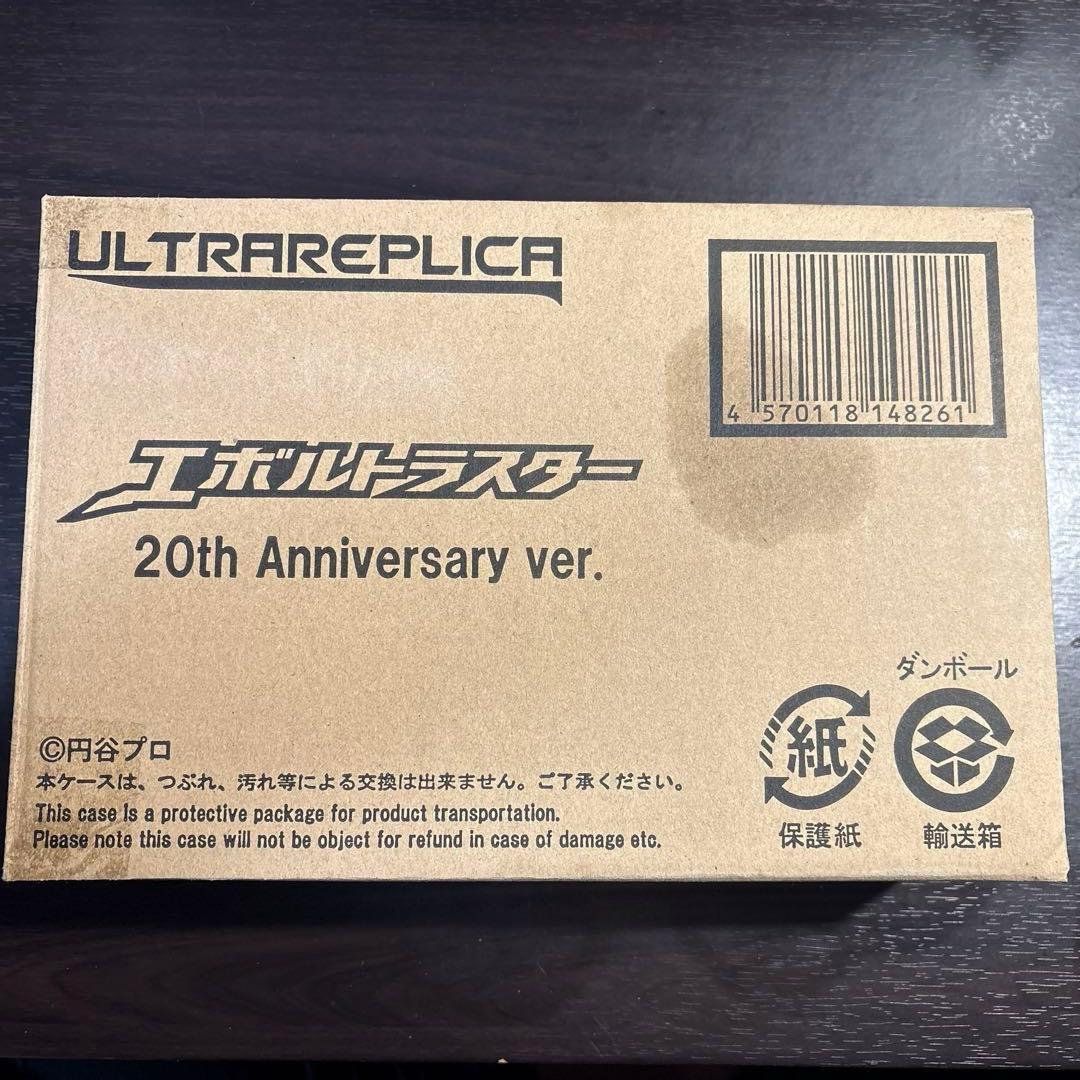 ULTRAREPLICA
4 570118 148261
エボルトラスター
20th Anniversary ver.
ダンボール
紙
保護紙
輸送箱
©円谷プロ
本ケースは、つぶれ、汚れ等による交換は出来ません。ご了承ください。
This case is a protective package for product transportation.
Please note this case will not be object for refund in case of damage etc.